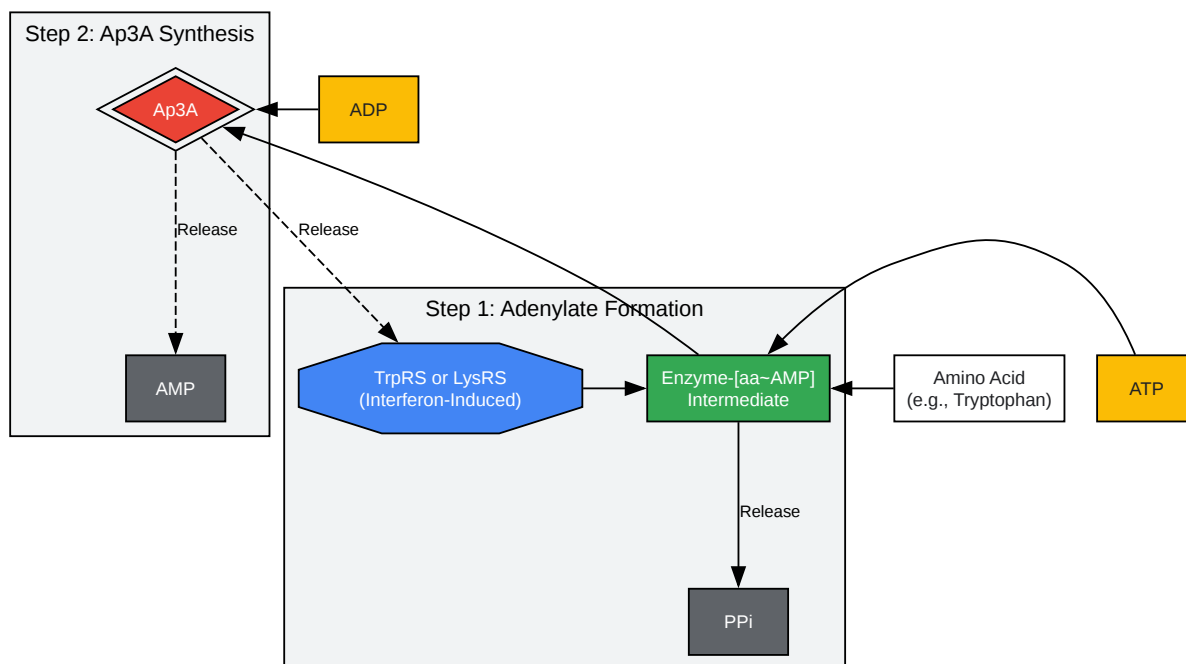 Step 2: Ap3A Synthesis
Ap3A
ADP
Release
Release
Step 1: Adenylate Formation
AMP
TrpRS or LysRS
(Interferon-Induced)
Enzyme-[aa~AMP]
Intermediate
Amino Acid
(e.g., Tryptophan)
ATP
Release
PPi